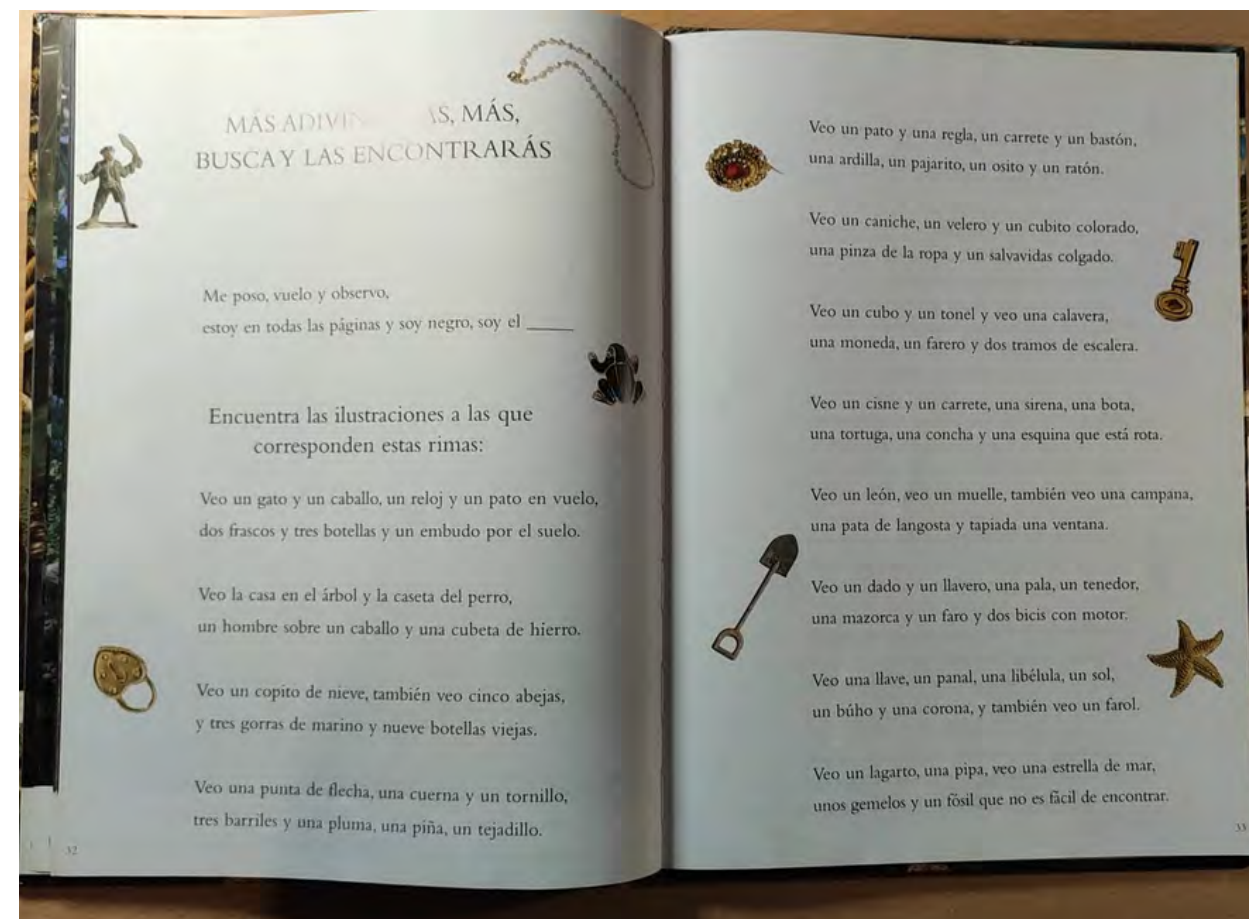 MÁS ADIVIN AS, MÁS,
BUSCA Y LAS ENCONTRARÁS
Me poso, vuelo y observo,
estoy en todas las páginas y soy negro, soy el _____
Encuentra las ilustraciones a las que
corresponden estas rimas:
Veo un gato y un caballo, un reloj y un pato en vuelo,
dos frascos y tres botellas y un embudo por el suelo.
Veo la casa en el árbol y la caseta del perro,
un hombre sobre un caballo y una cubeta de hierro.
Veo un copito de nieve, también veo cinco abejas,
y tres gorras de marino y nueve botellas viejas.
Veo una punta de flecha, una cuerna y un tornillo,
tres barriles y una pluma, una piña, un tejadillo.
32
Veo un pato y una regla, un carrete y un bastón,
una ardilla, un pajarito, un osito y un ratón.
Veo un caniche, un velero y un cubito colorado,
una pinza de la ropa y un salvavidas colgado.
Veo un cubo y un tonel y veo una calavera,
una moneda, un farero y dos tramos de escalera.
Veo un cisne y un carrete, una sirena, una bota,
una tortuga, una concha y una esquina que está rota.
Veo un león, veo un muelle, también veo una campana,
una pata de langosta y tapiada una ventana.
Veo un dado y un llavero, una pala, un tenedor,
una mazorca y un faro y dos bicis con motor.
Veo una llave, un panal, una libélula, un sol,
un búho y una corona, y también veo un farol.
Veo un lagarto, una pipa, veo una estrella de mar,
unos gemelos y un fósil que no es fácil de encontrar.
33